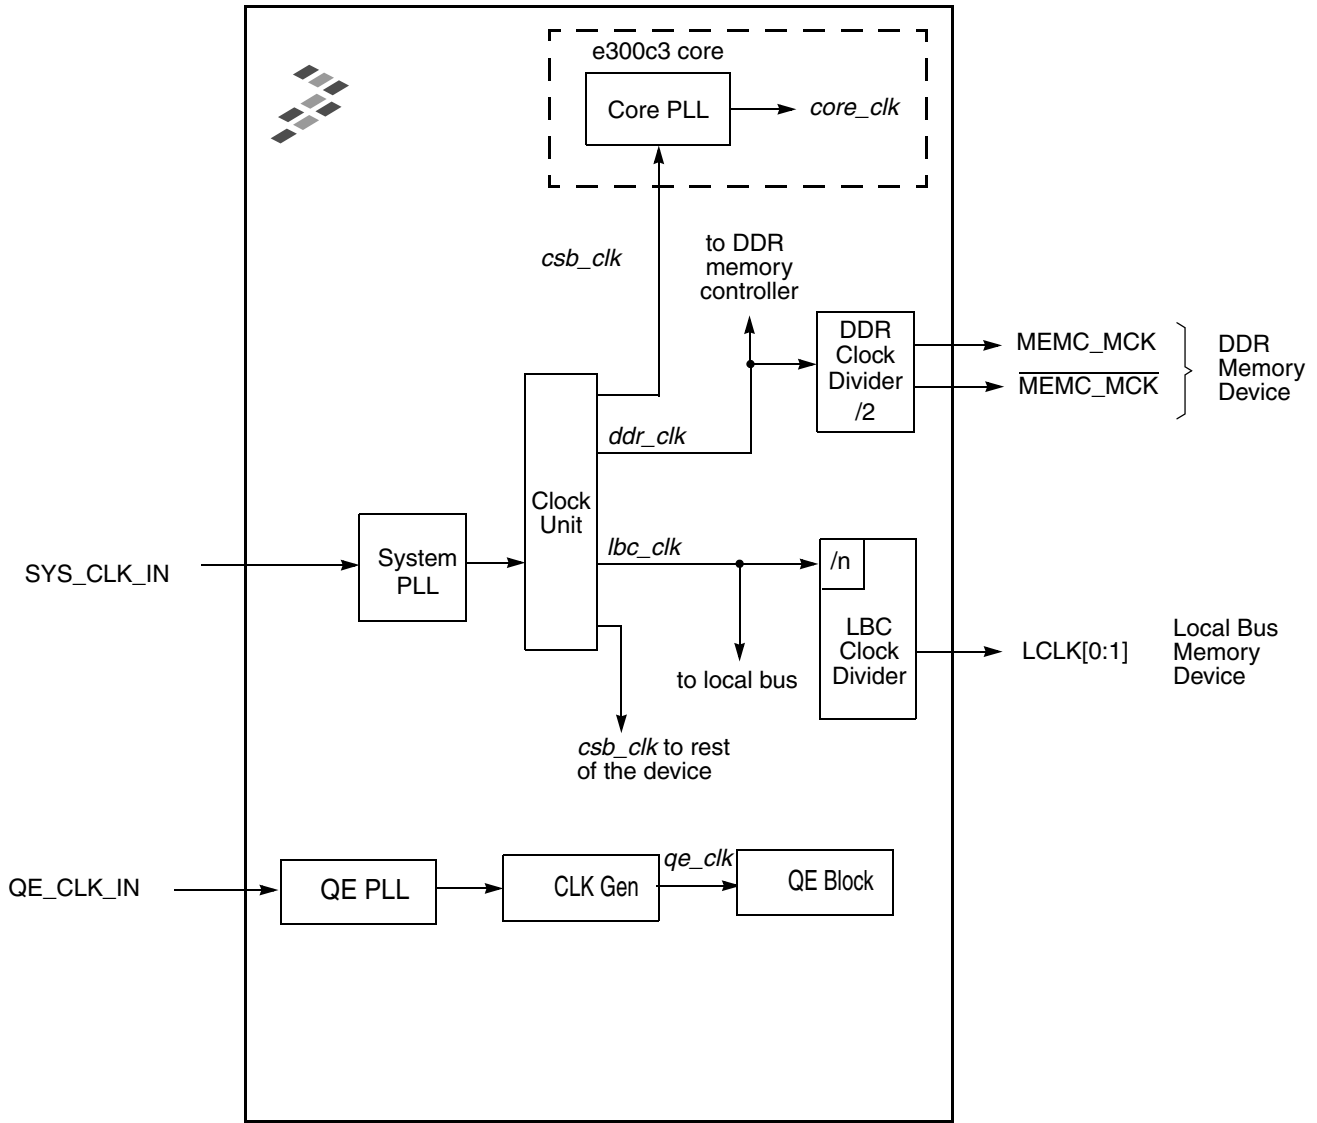 e300c3 core
Core PLL
core_clk
csb_clk
to DDR
memory
controller
DDR
Clock
Divider
/2
MEMC_MCK
MEMC_MCK
DDR
Memory
Device
ddr_clk
Clock
Unit
lbc_clk
System
PLL
SYS_CLK_IN
/n
LBC
Clock
Divider
LCLK[0:1]
Local Bus
Memory
Device
to local bus
csb_clk to rest
of the device
QE_CLK_IN
QE PLL
CLK Gen
qe_clk
QE Block